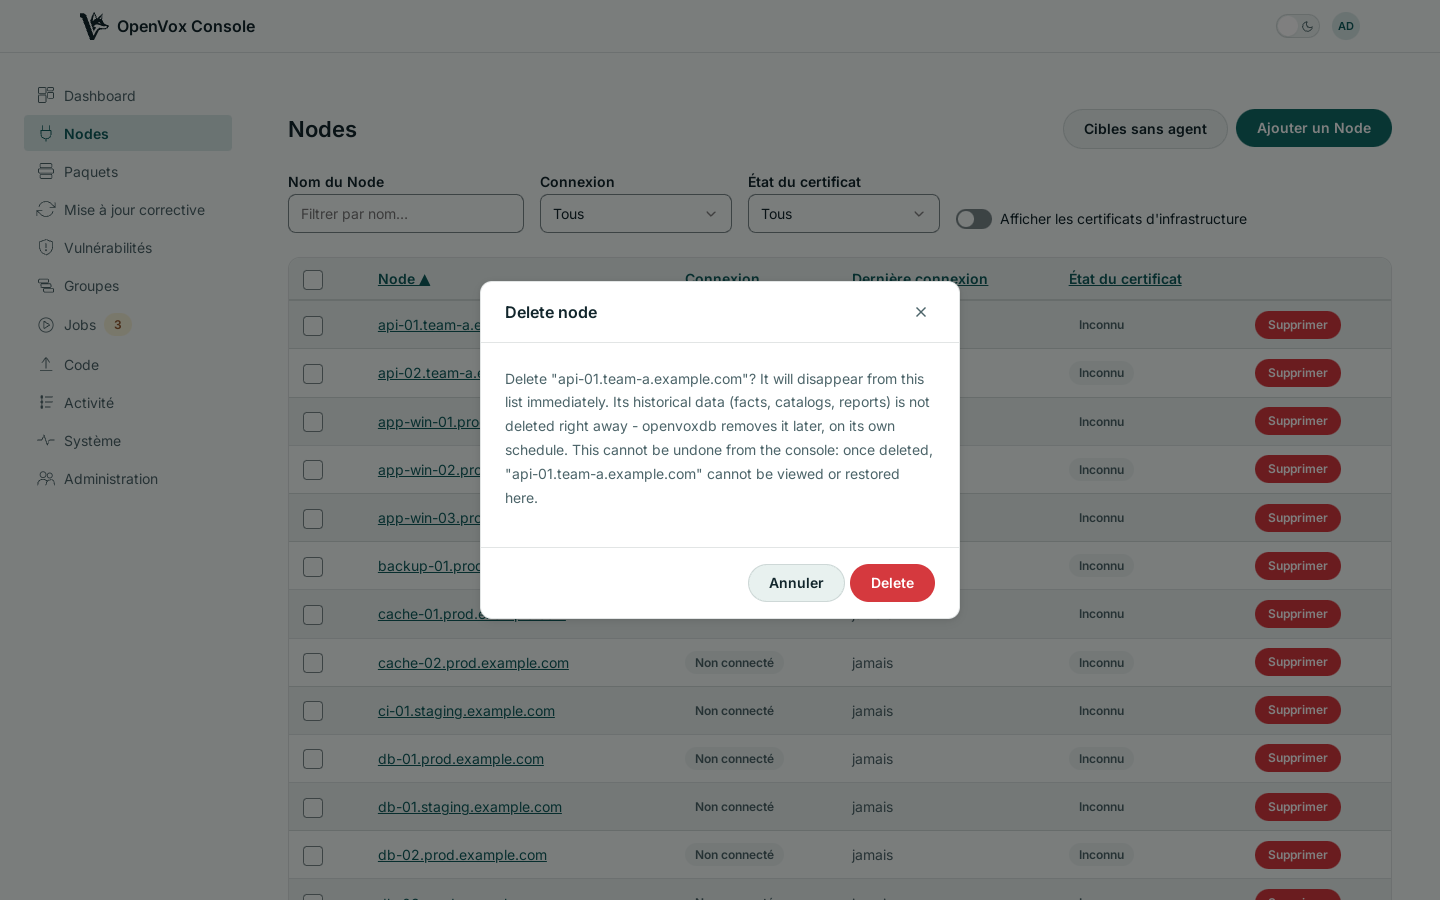 OpenVox Console
AD
Dashboard
Nodes
Paquets
Mise à jour corrective
Vulnérabilités
Groupes
Jobs 3
Code
Activité
Système
Administration
Nodes
Cibles sans agent
Ajouter un Node
Nom du Node
Connexion
État du certificat
Filtrer par nom...
Tous
Tous
Afficher les certificats d'infrastructure
Node ▲ Connexion Dernière connexion État du certificat
api-01.team-a.e Inconnu Supprimer
api-02.team-a.e Inconnu Supprimer
app-win-01.pro Inconnu Supprimer
app-win-02.pro Inconnu Supprimer
app-win-03.pro Inconnu Supprimer
backup-01.prod Inconnu Supprimer
cache-01.prod. Inconnu Supprimer
cache-02.prod.example.com Non connecté jamais Inconnu Supprimer
ci-01.staging.example.com Non connecté jamais Inconnu Supprimer
db-01.prod.example.com Non connecté jamais Inconnu Supprimer
db-01.staging.example.com Non connecté jamais Inconnu Supprimer
db-02.prod.example.com Non connecté jamais Inconnu Supprimer
Delete node
Delete "api-01.team-a.example.com"? It will disappear from this
list immediately. Its historical data (facts, catalogs, reports) is not
deleted right away - openvoxdb removes it later, on its own
schedule. This cannot be undone from the console: once deleted,
"api-01.team-a.example.com" cannot be viewed or restored
here.
Annuler
Delete